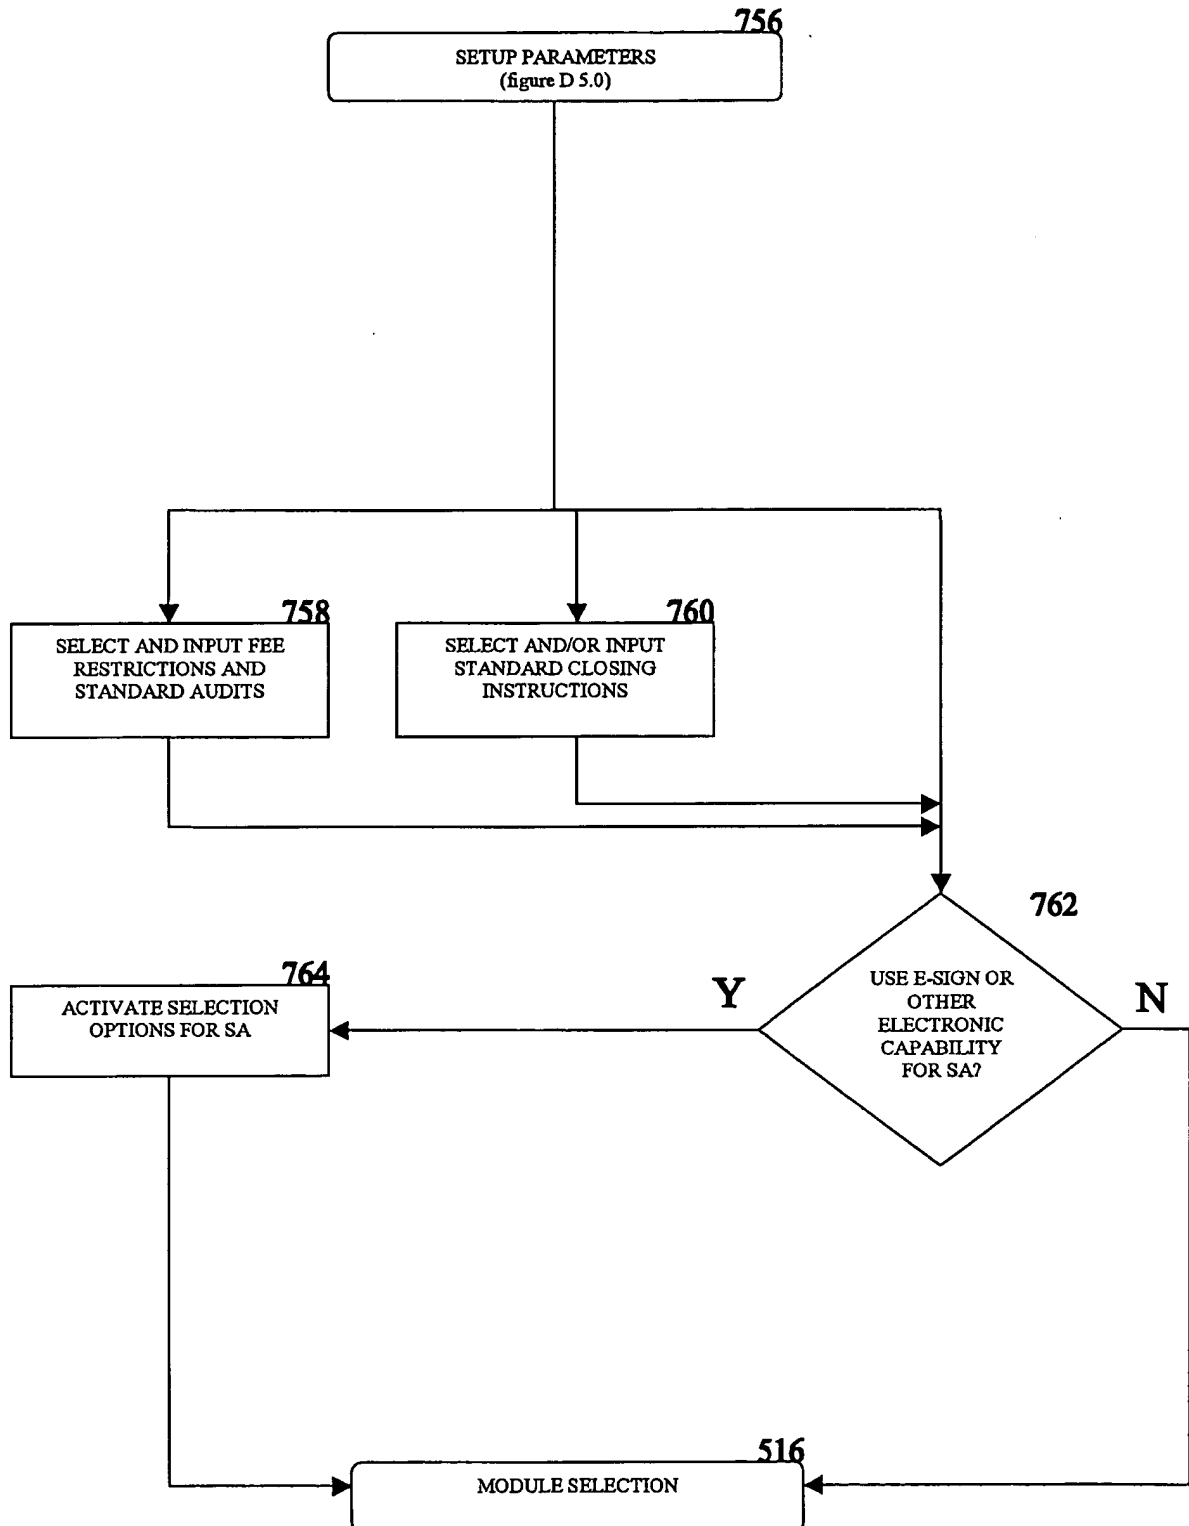 756
SETUP PARAMETERS
(figure D 5.0)
758
SELECT AND INPUT FEE
RESTRICTIONS AND
STANDARD AUDITS
760
SELECT AND/OR INPUT
STANDARD CLOSING
INSTRUCTIONS
762
USE E-SIGN OR
OTHER
ELECTRONIC
CAPABILITY
FOR SA?
Y
N
764
ACTIVATE SELECTION
OPTIONS FOR SA
516
MODULE SELECTION